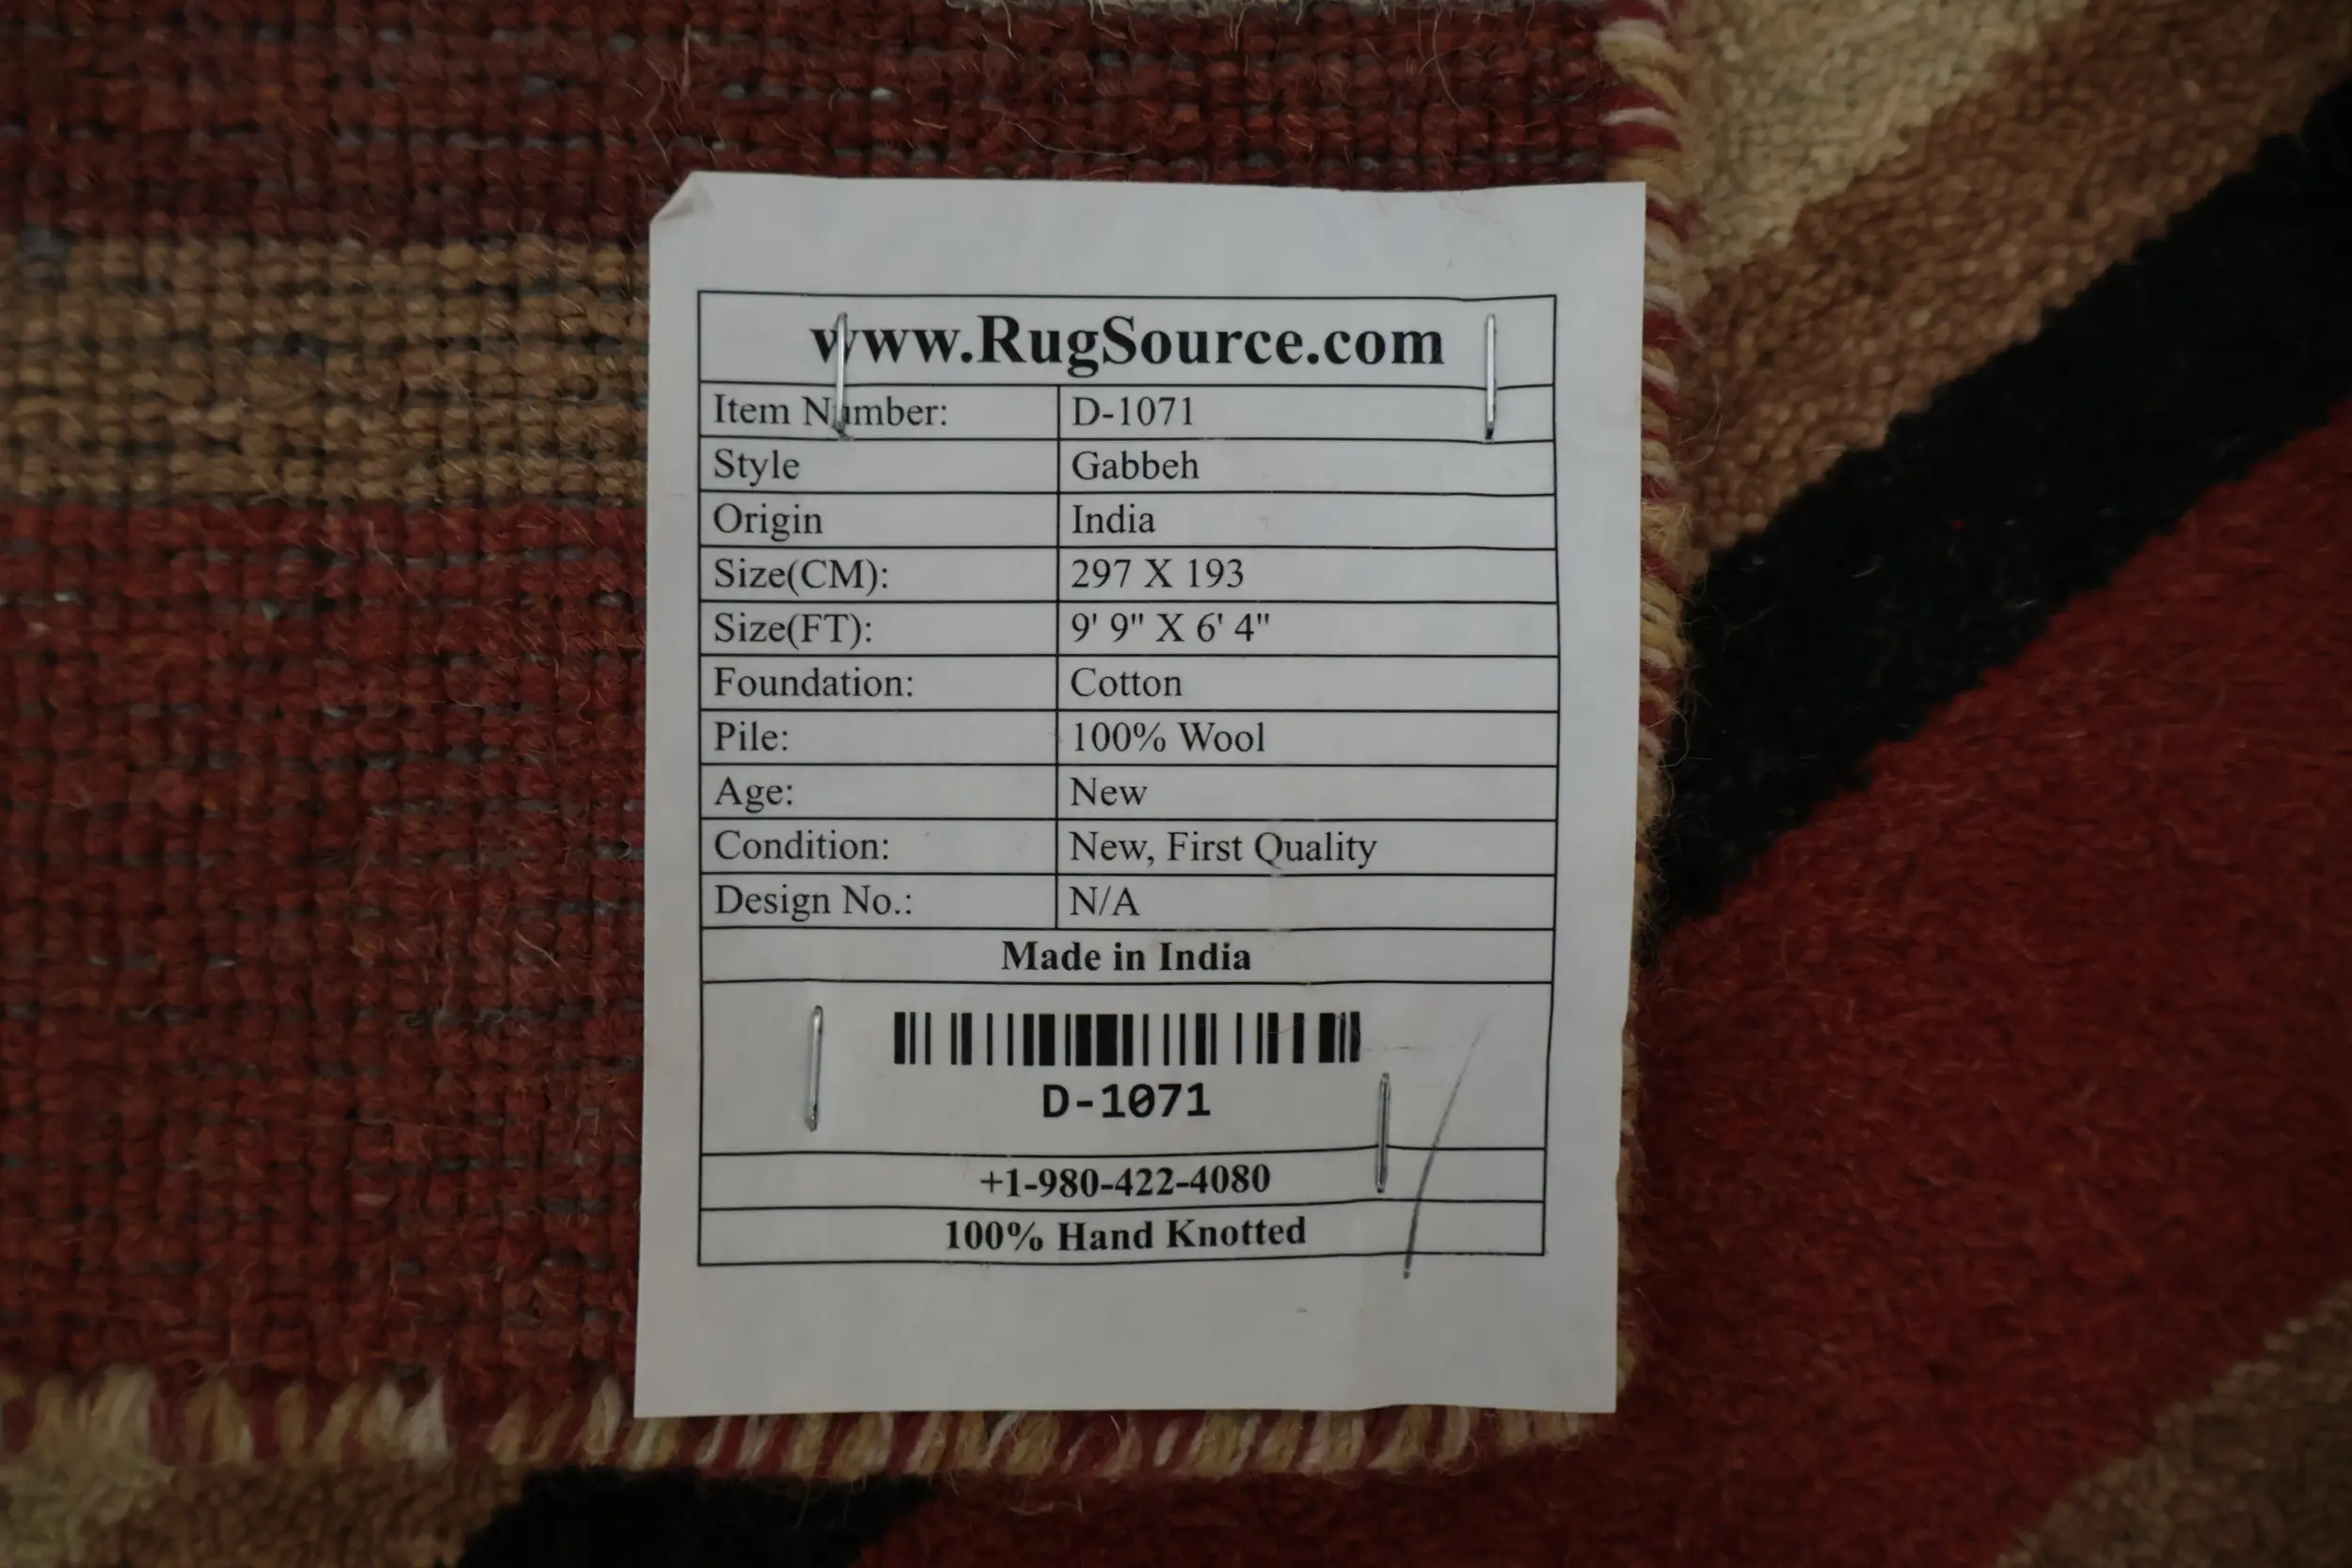 www.RugSource.com
Item Number: D-1071
Style Gabbeh
Origin India
Size(CM): 297 X 193
Size(FT): 9' 9" X 6' 4"
Foundation: Cotton
Pile: 100% Wool
Age: New
Condition: New, First Quality
Design No.: N/A
Made in India
D-1071
+1-980-422-4080
100% Hand Knotted